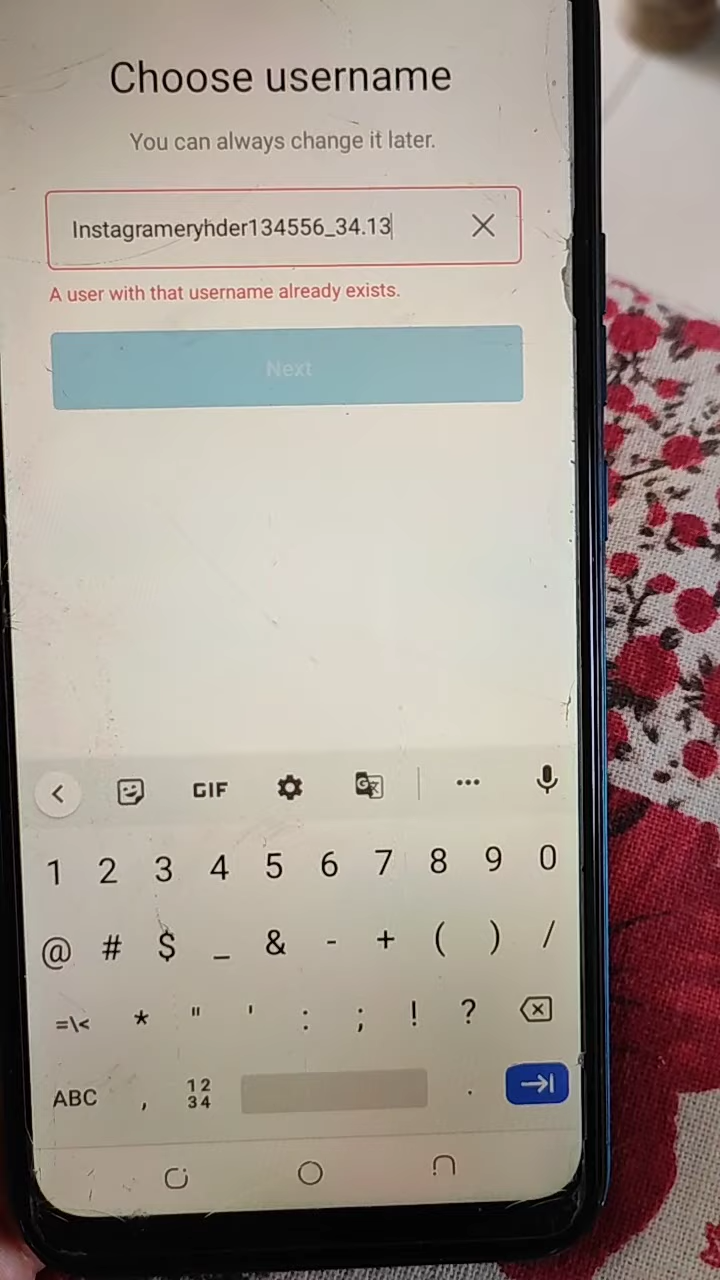 Choose username
You can always change it later.
Instagrameryhder134556_34.13
A user with that username already exists.
Next
GIF
1 2 3 4 5 6 7 8 9 0
@ # $ _ & - + ( ) /
=\< * " ' : ; ! ?
ABC , 12 34 .